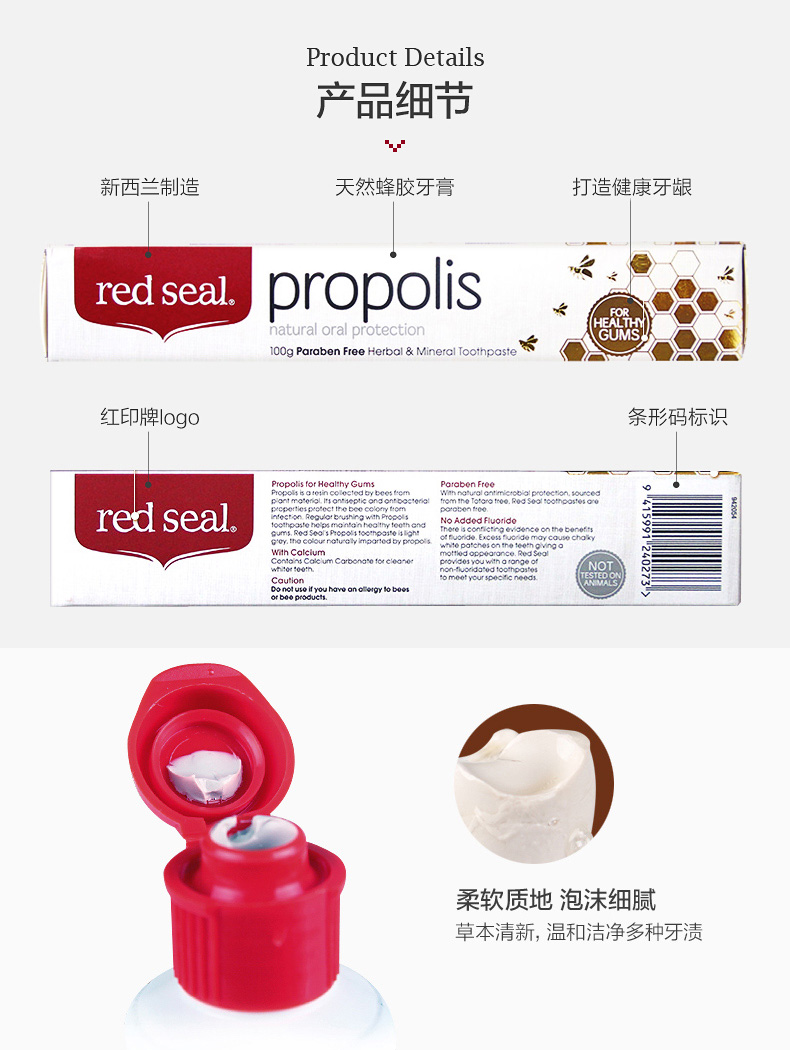 Product Details
产品细节
新西兰制造
天然蜂胶牙膏
打造健康牙龈
red seal®
propolis
natural oral protection
100g Paraben Free Herbal & Mineral Toothpaste
FOR
HEALTHY
GUMS!
红印牌logo
条形码标识
red seal®
Propolis for Healthy Gums
Propolis is a resin collected by bees from
plant material. Its antiseptic and antibacterial
properties protect the bee colony from
infection. Regular brushing with Propolis
toothpaste helps maintain healthy teeth and
gums. Red Seal's Propolis toothpaste is light
grey, the colour naturally imparted by propolis.
With Calcium
Contains Calcium Carbonate for cleaner
whiter teeth.
Caution
Do not use if you have an allergy to bees
or bee products.
Paraben Free
With natural antimicrobial protection, sourced
from the Totara tree, Red Seal toothpastes are
paraben free.
No Added Fluoride
There is conflicting evidence on the benefits
of fluoride. Excess fluoride may cause chalky
white patches on the teeth giving a
mottled appearance. Red Seal
provides you with a range of
non-fluoridated toothpastes
to meet your specific needs.
NOT
TESTED ON
ANIMALS
9 415991 240273 >
942054
柔软质地 泡沫细腻
草本清新, 温和洁净多种牙渍